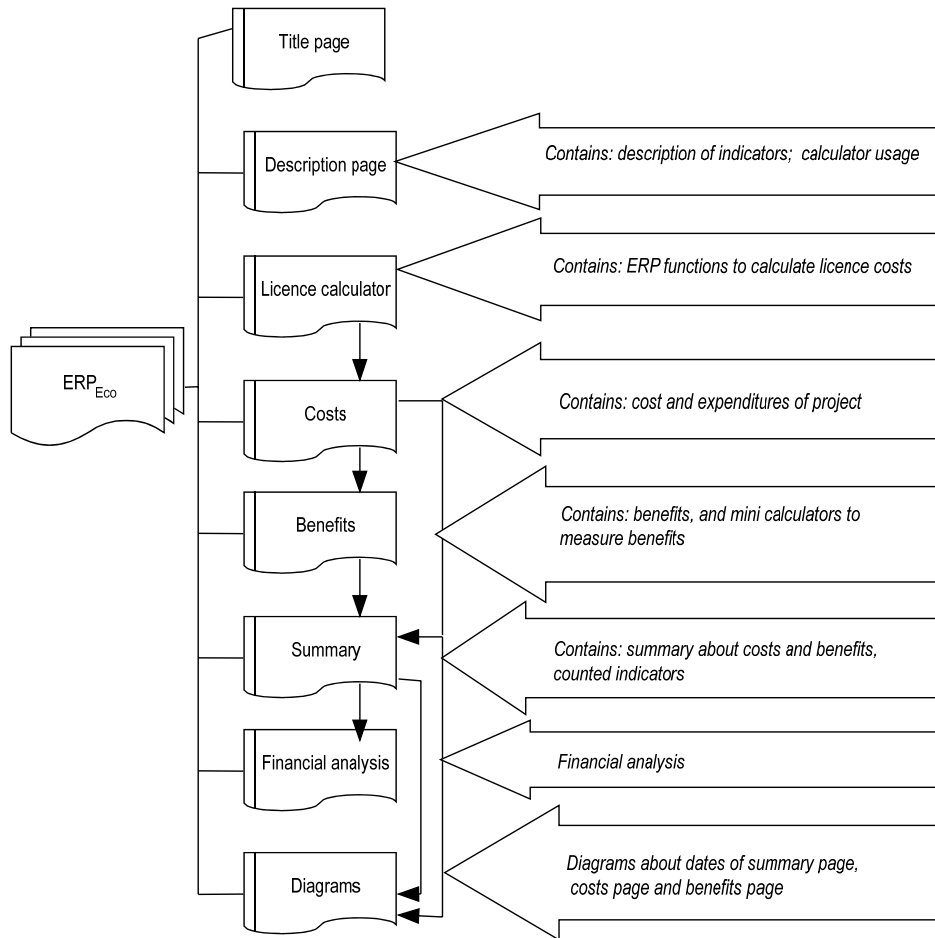 Title page
Description page
Contains: description of indicators; calculator usage
Licence calculator
Contains: ERP functions to calculate licence costs
ERPEco
Costs
Contains: cost and expenditures of project
Benefits
Contains: benefits, and mini calculators to
measure benefits
Summary
Contains: summary about costs and benefits,
counted indicators
Financial analysis
Financial analysis
Diagrams
Diagrams about dates of summary page,
costs page and benefits page